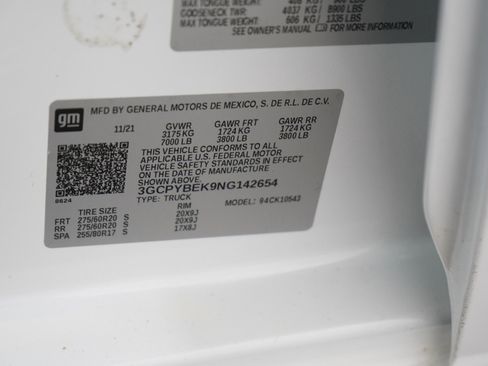 MAX TONGUE WEIGHT:
GOOSENECK TWR: 4037 KG / 8900 LBS
MAX TONGUE WEIGHT: 606 KG / 1335 LBS
SEE OWNER'S MANUAL FOR MORE INFORMATION
gm
MFD BY GENERAL MOTORS DE MEXICO, S. DE R.L. DE C.V.
11/21 GVWR GAWR FRT GAWR RR
3175 KG 1724 KG 1724 KG
7000 LB 3800 LB 3800 LB
THIS VEHICLE CONFORMS TO ALL
APPLICABLE U.S. FEDERAL MOTOR
VEHICLE SAFETY STANDARDS IN EFFECT
ON THE DATE OF MANUFACTURE
SHOWN ABOVE.
3GCPYBEK9NG142654
8624
TYPE: TRUCK MODEL: 94CK10543
TIRE SIZE RIM
FRT 275/60R20 S 20X9J
RR 275/60R20 S 20X9J
SPA 255/80R17 S 17X8J